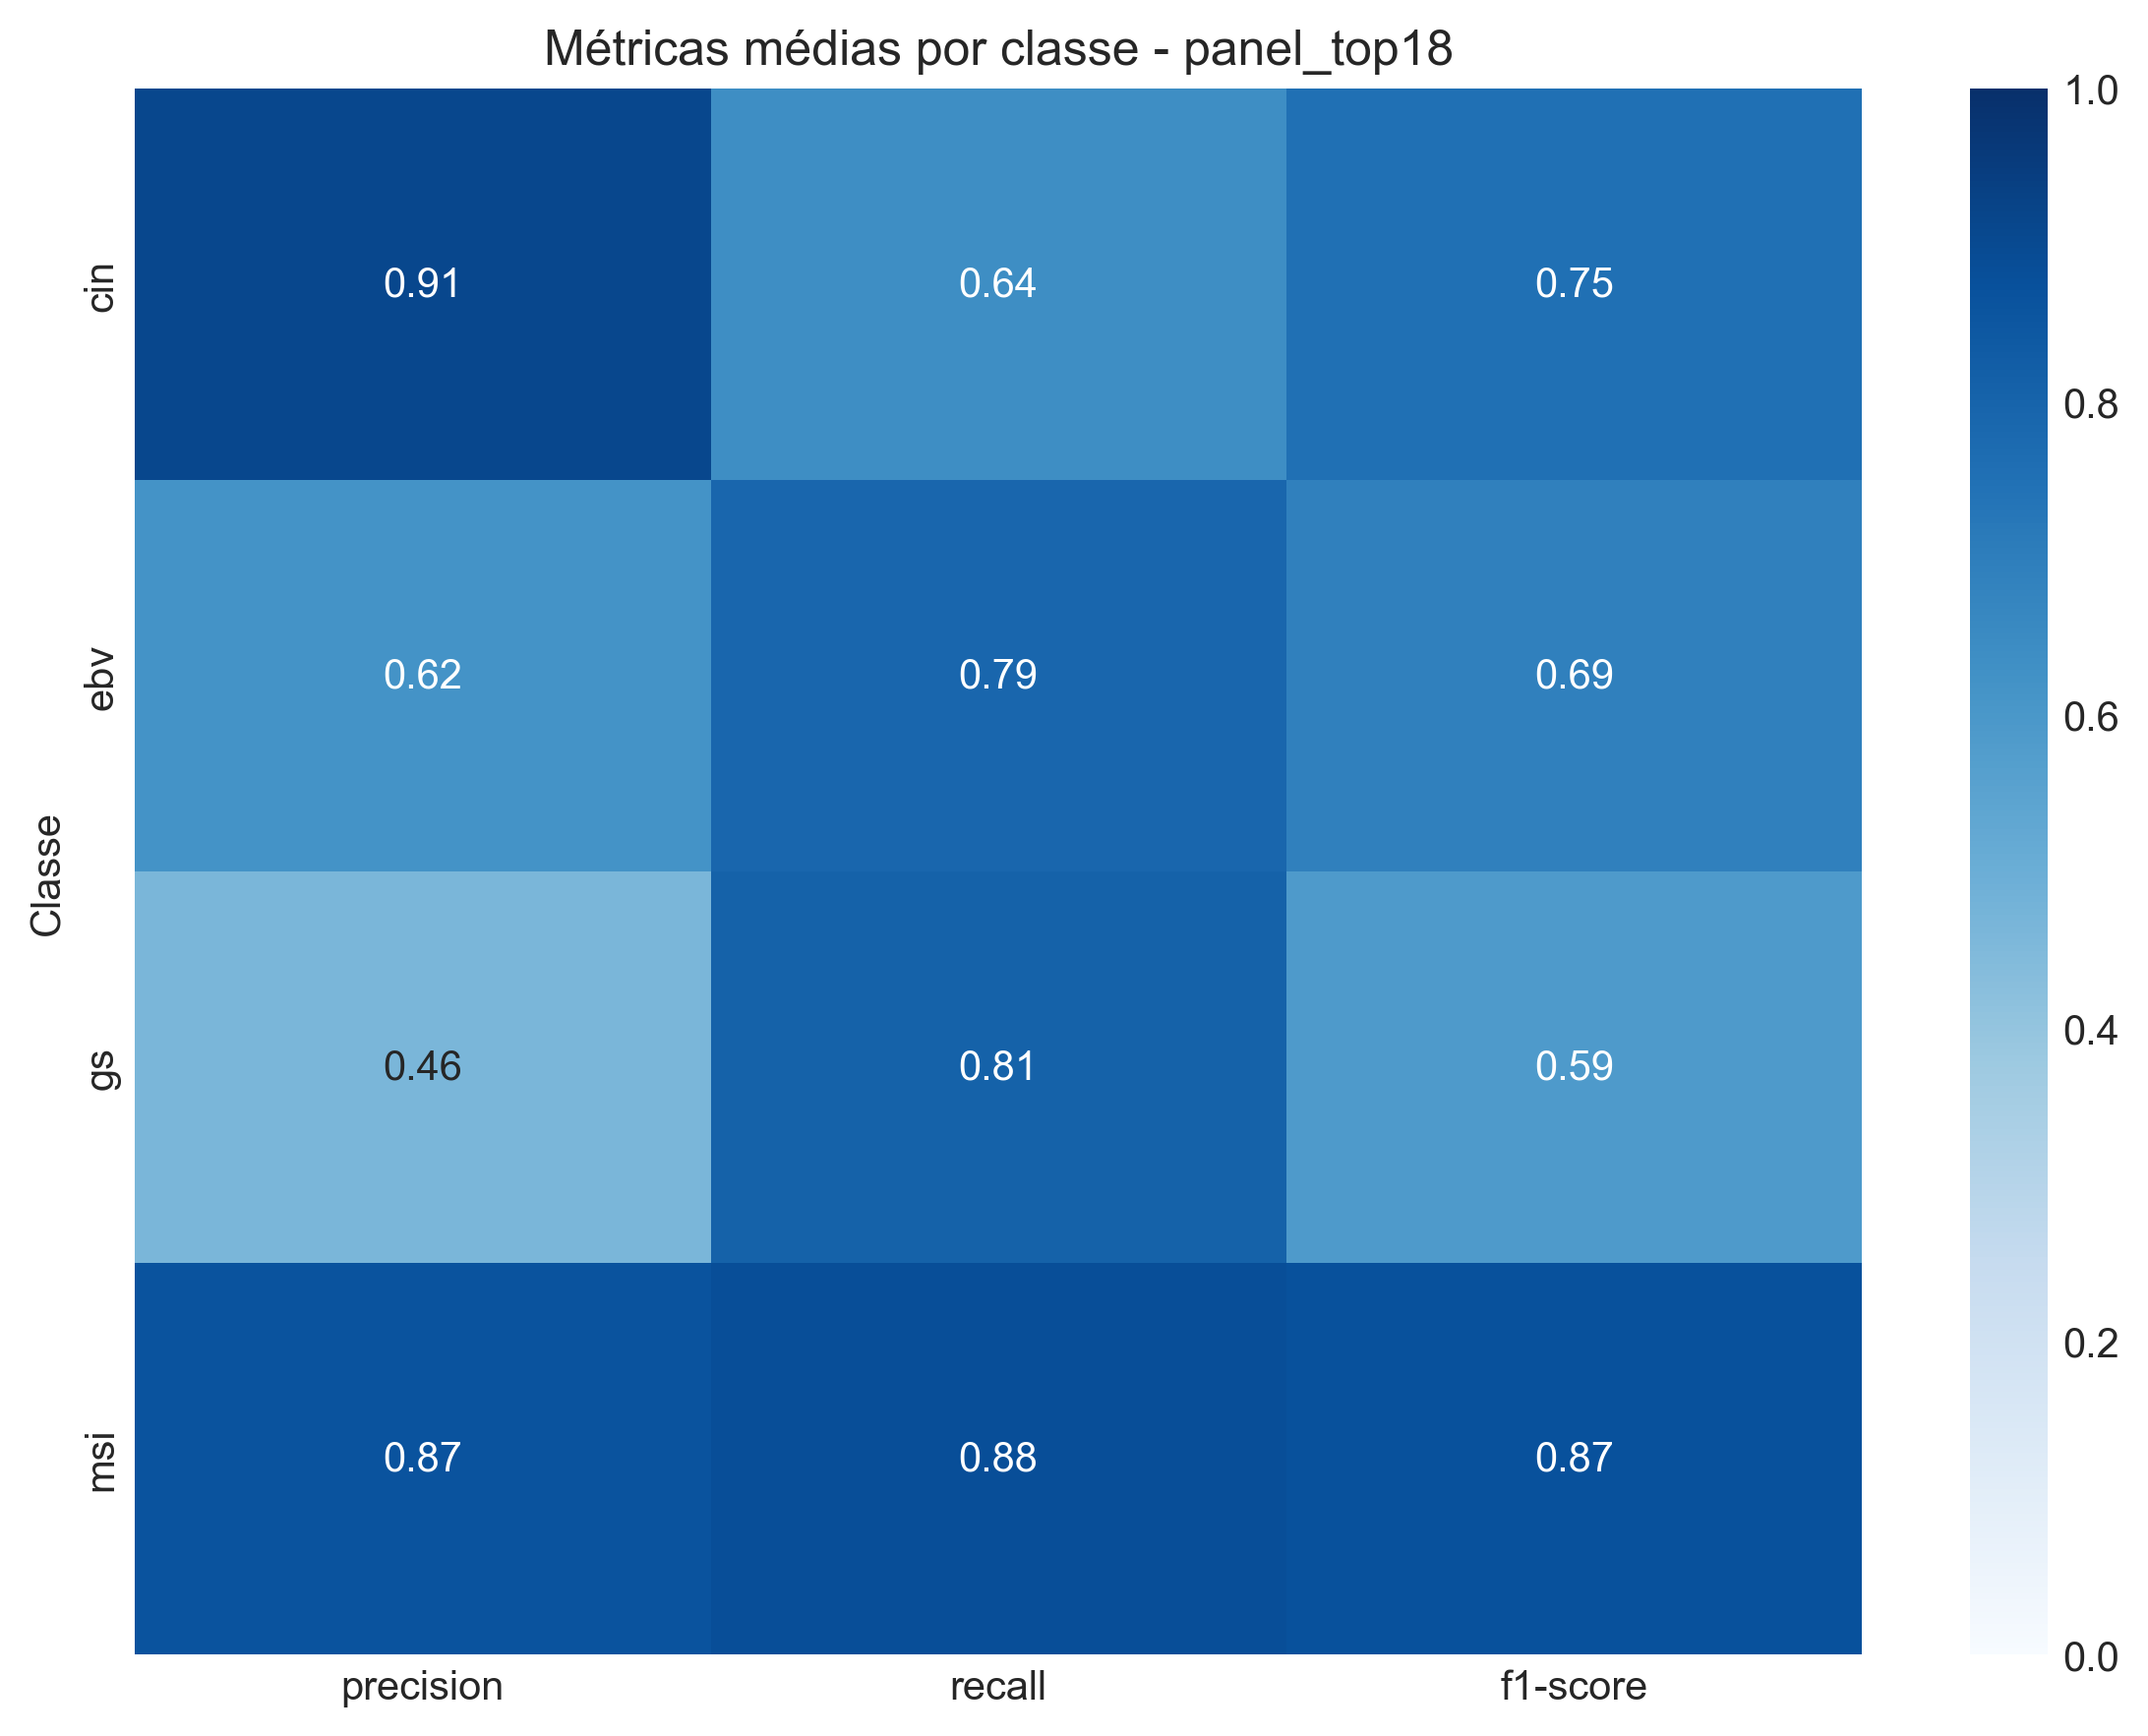 Métricas médias por classe - panel_top18
Classe
cin
0.91 0.64 0.75
ebv
0.62 0.79 0.69
gs
0.46 0.81 0.59
msi
0.87 0.88 0.87
precision recall f1-score
1.0
0.8
0.6
0.4
0.2
0.0